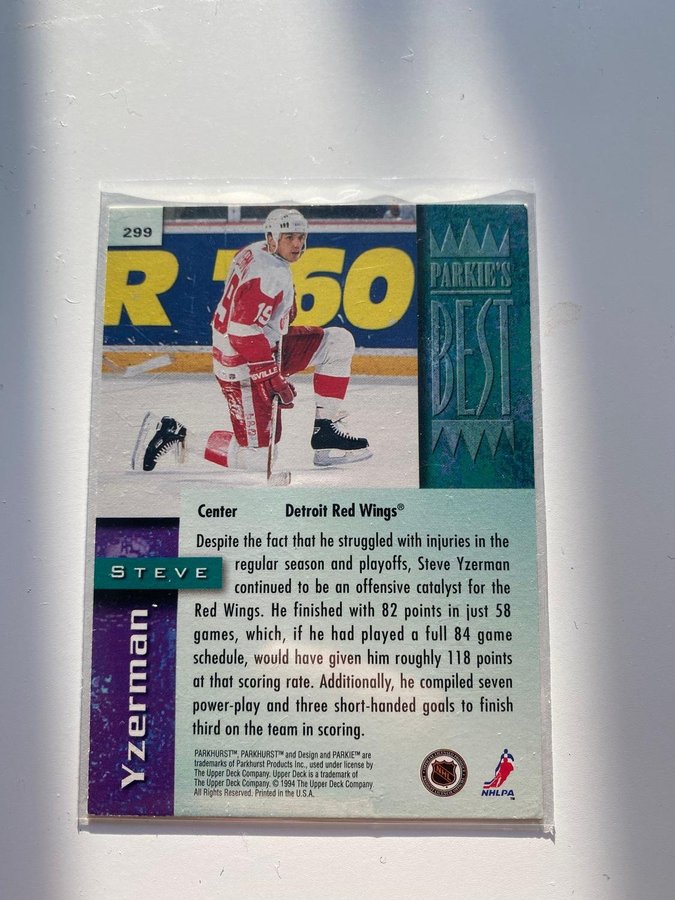 299
R 160
19
SVILLE
PARKIE'S
BEST
Center Detroit Red Wings®
Despite the fact that he struggled with injuries in the
regular season and playoffs, Steve Yzerman
continued to be an offensive catalyst for the
Red Wings. He finished with 82 points in just 58
games, which, if he had played a full 84 game
schedule, would have given him roughly 118 points
at that scoring rate. Additionally, he compiled seven
power-play and three short-handed goals to finish
third on the team in scoring.
STEVE
Yzerman
PARKHURST™, PARKHURST™ and Design and PARKIE™ are
trademarks of Parkhurst Products Inc., used under license by
The Upper Deck Company. Upper Deck is a trademark of
The Upper Deck Company. © 1994 The Upper Deck Company.
All Rights Reserved. Printed in the U.S.A.
NHL
NHLPA™